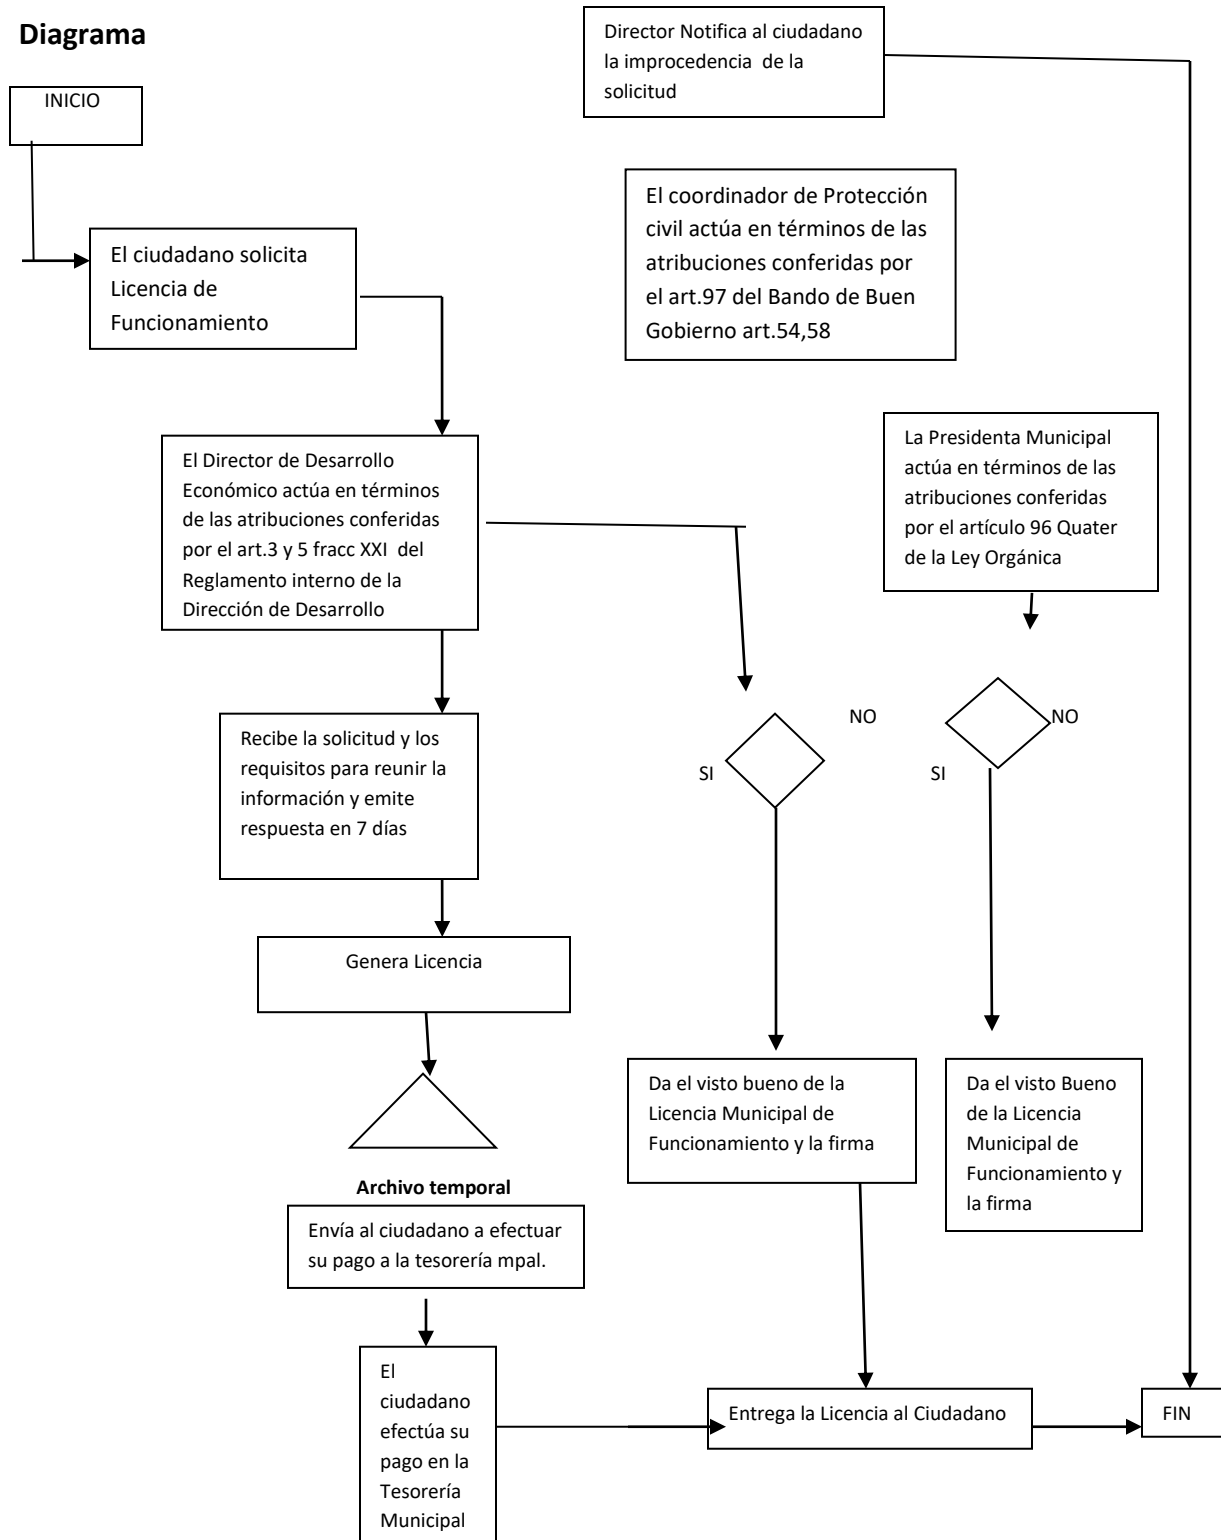 Diagrama
INICIO
Director Notifica al ciudadano
la improcedencia de la
solicitud
El coordinador de Protección
civil actúa en términos de las
atribuciones conferidas por
el art.97 del Bando de Buen
Gobierno art.54,58
El ciudadano solicita
Licencia de
Funcionamiento
La Presidenta Municipal
actúa en términos de las
atribuciones conferidas
por el artículo 96 Quater
de la Ley Orgánica
El Director de Desarrollo
Económico actúa en términos
de las atribuciones conferidas
por el art.3 y 5 fracc XXI del
Reglamento interno de la
Dirección de Desarrollo
Recibe la solicitud y los
requisitos para reunir la
información y emite
respuesta en 7 días
NO
SI
NO
SI
Genera Licencia
Archivo temporal
Envía al ciudadano a efectuar
su pago a la tesorería mpal.
Da el visto bueno de la
Licencia Municipal de
Funcionamiento y la firma
Da el visto Bueno
de la Licencia
Municipal de
Funcionamiento y
la firma
El
ciudadano
efectúa su
pago en la
Tesorería
Municipal
Entrega la Licencia al Ciudadano
FIN